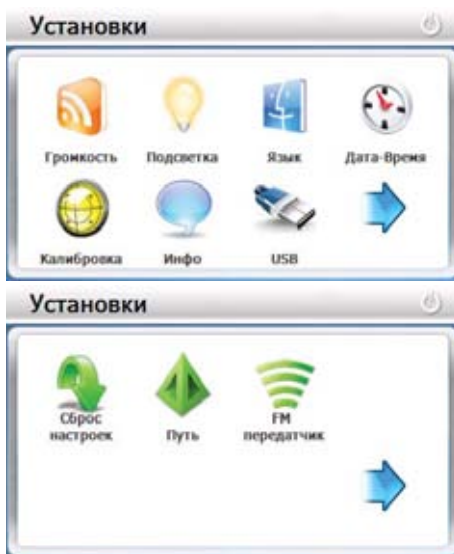 Установки
Громкость Подсветка Язык Дата-Время
Калибровка Инфо USB
Установки
Сброс
настроек
Путь
FM
передатчик